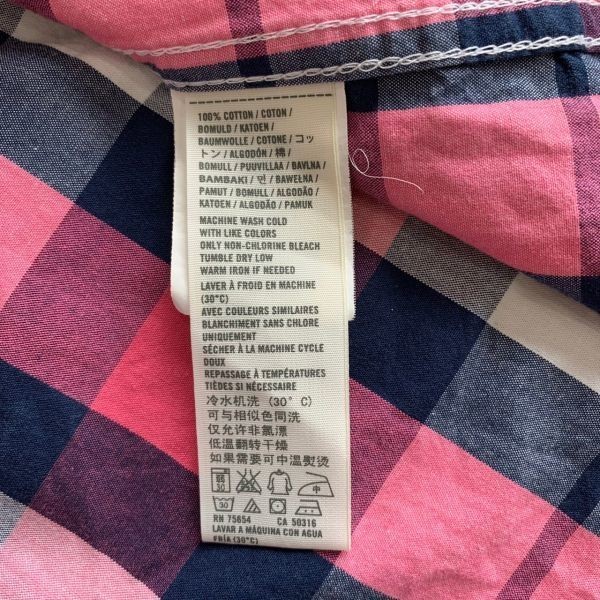 100% COTTON / COTON /
BOMULD / KATOEN /
BAUMWOLLE / COTONE / コッ
トン / ALGODÓN / 棉 /
BOMULL / PUUVILLAA / BAVLNA /
BAMBAKI / 면 / BAWEŁNA /
PAMUT / BOMULL / ALGODÃO /
KATOEN / ALGODÃO / PAMUK
MACHINE WASH COLD
WITH LIKE COLORS
ONLY NON-CHLORINE BLEACH
TUMBLE DRY LOW
WARM IRON IF NEEDED
LAVER À FROID EN MACHINE
(30°C)
AVEC COULEURS SIMILAIRES
BLANCHIMENT SANS CHLORE
UNIQUEMENT
SÉCHER À LA MACHINE CYCLE
DOUX
REPASSAGE À TEMPÉRATURES
TIÈDES SI NÉCESSAIRE
冷水机洗 (30°C)
可与相似色同洗
仅允许非氯漂
低温翻转干燥
如果需要可中温熨烫
30 中
30
RN 75654 CA 50316
LAVAR A MÁQUINA CON AGUA
FRÍA (30°C)